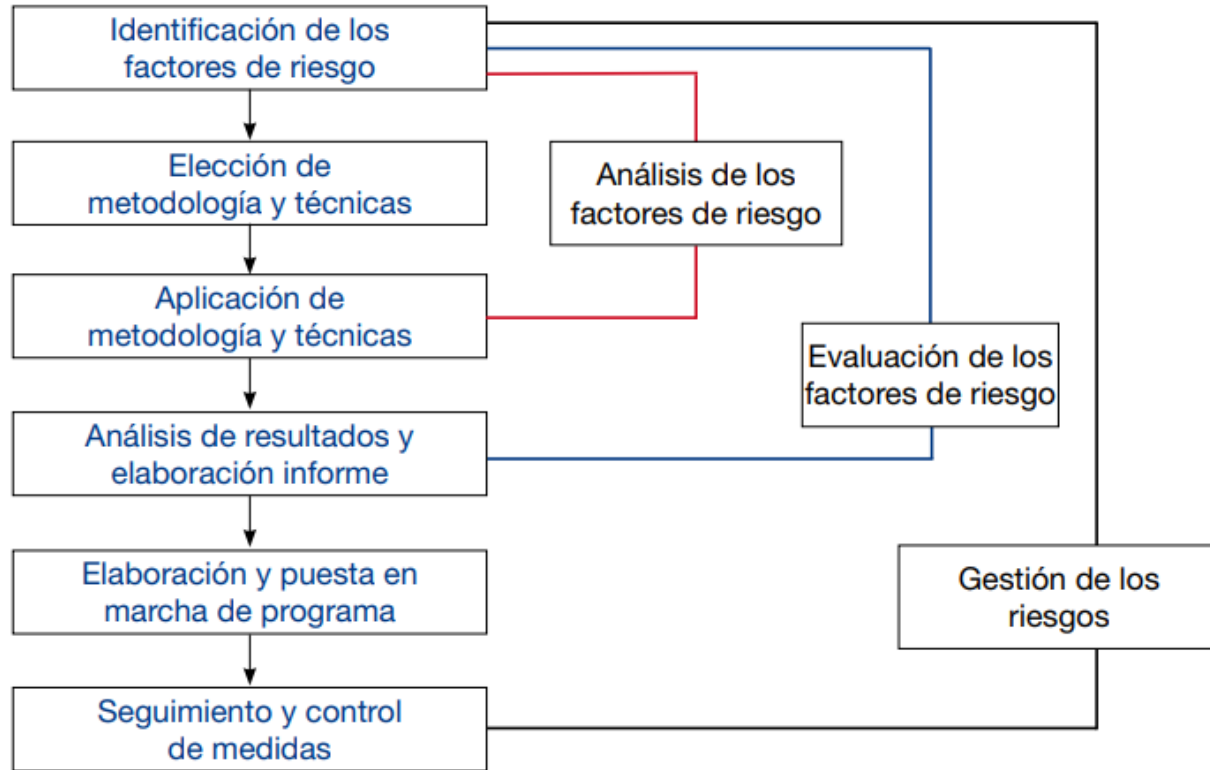 Identificación de los
factores de riesgo
Elección de
metodología y técnicas
Análisis de los
factores de riesgo
Aplicación de
metodología y técnicas
Evaluación de los
factores de riesgo
Análisis de resultados y
elaboración informe
Elaboración y puesta en
marcha de programa
Gestión de los
riesgos
Seguimiento y control
de medidas